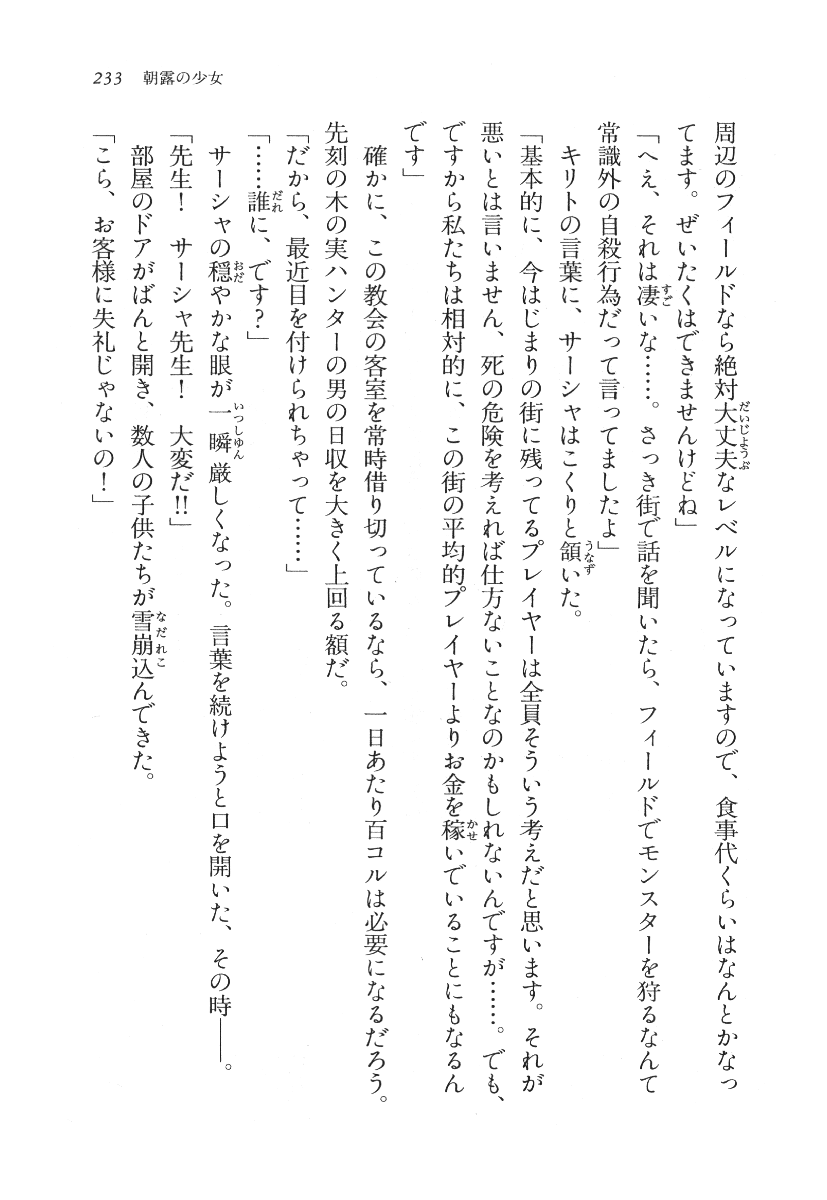 233 朝露の少女
周辺のフィールドなら絶対大丈夫なレベルになっていますので、食事代くらいはなんとかなっ
てます。ぜいたくはできませんけどね」
「へえ、それは凄いな……。さっき街で話を聞いたら、フィールドでモンスターを狩るなんて
常識外の自殺行為だって言ってましたよ」
　キリトの言葉に、サーシャはこくりと頷いた。
「基本的に、今はじまりの街に残ってるプレイヤーは全員そういう考えだと思います。それが
悪いとは言いません、死の危険を考えれば仕方ないことなのかもしれないんですが……。でも、
ですから私たちは相対的に、この街の平均的プレイヤーよりお金を稼いでいることにもなるん
です」
　確かに、この教会の客室を常時借り切っているなら、一日あたり百コルは必要になるだろう。
先刻の木の実ハンターの男の日収を大きく上回る額だ。
「だから、最近目を付けられちゃって……」
「……誰に、です?」
　サーシャの穏やかな眼が一瞬厳しくなった。言葉を続けようと口を開いた、その時――。
「先生！　サーシャ先生！　大変だ!!」
　部屋のドアがばんと開き、数人の子供たちが雪崩込んできた。
「こら、お客様に失礼じゃないの！」